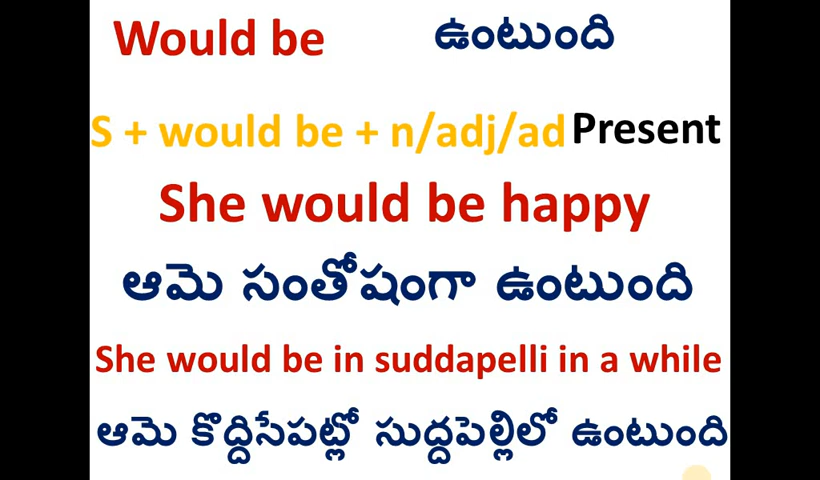 Would be ఉంటుంది
S + would be + n/adj/ad Present
She would be happy
ఆమె సంతోషంగా ఉంటుంది
She would be in suddapelli in a while
ఆమె కొద్దిసేపట్లో సుద్దపెల్లిలో ఉంటుంది